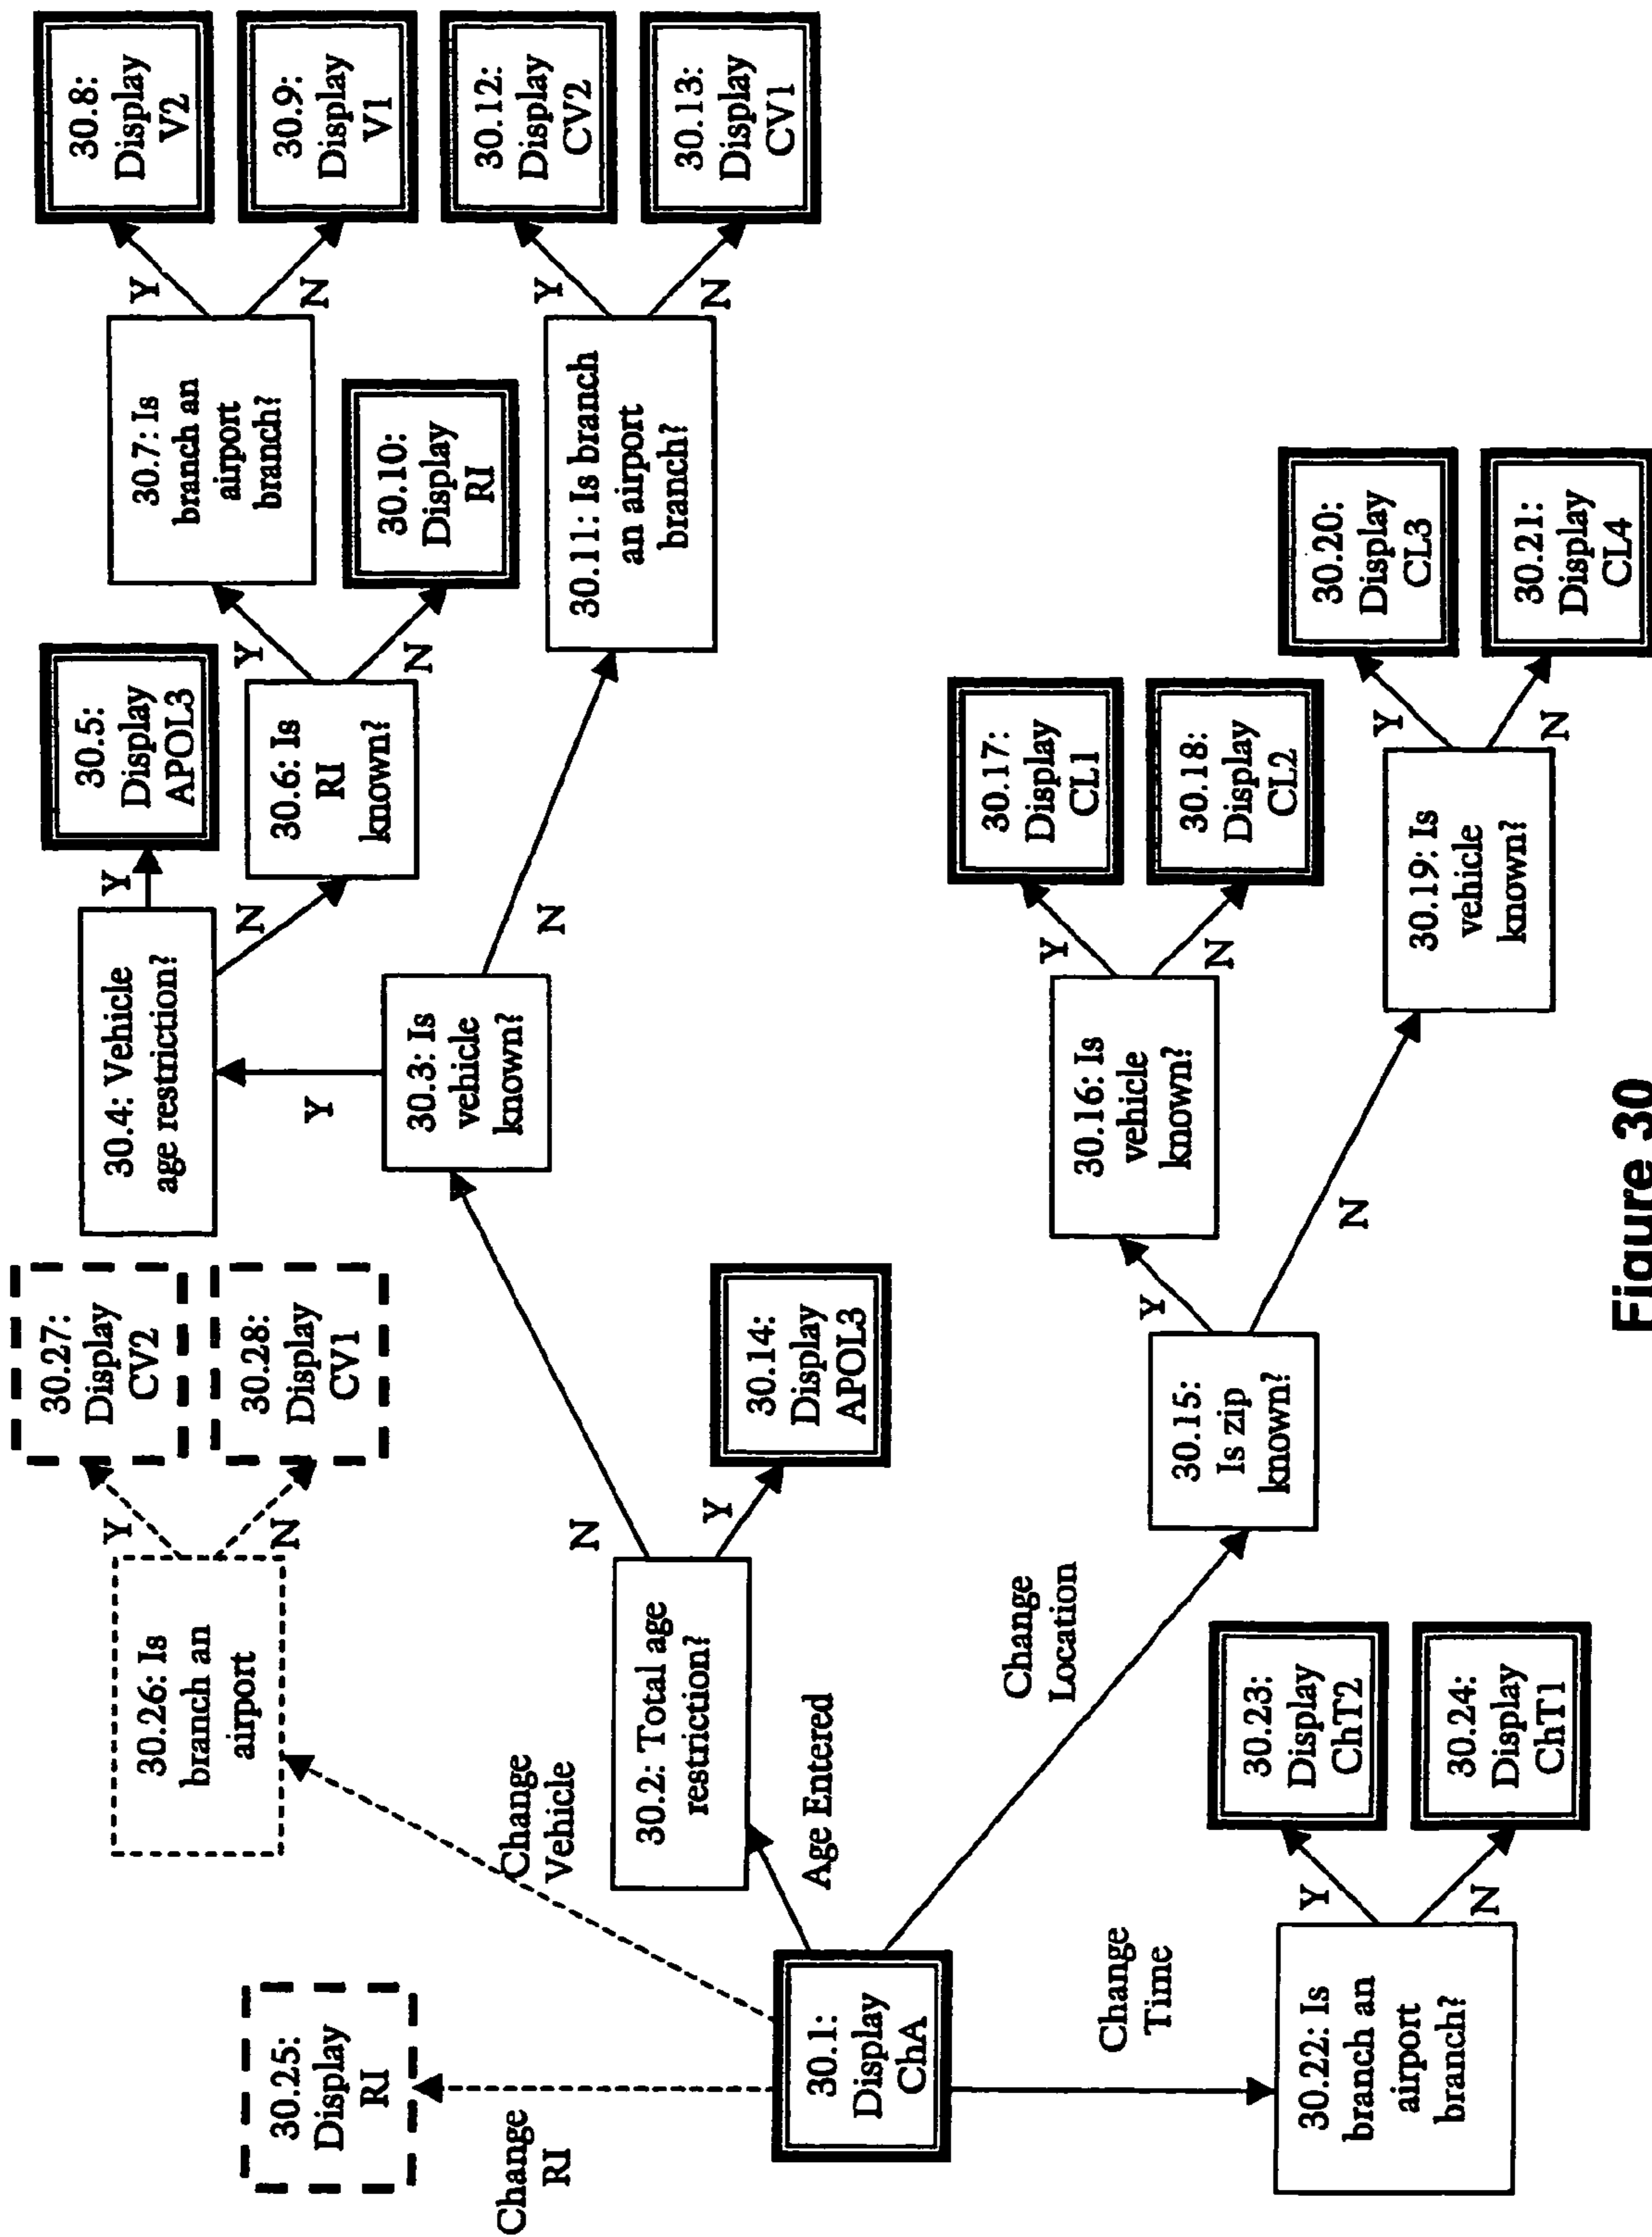 30.8:
Display
V2
30.9:
Display
V1
30.12:
Display
CV2
30.13:
Display
CV1
Y
N
Y
N
30.7: Is
branch an
airport
branch?
30.10:
Display
RI
30.11: Is branch
an airport
branch?
Y
N
30.5:
Display
APOL3
30.6: Is
RI
known?
Y
N
N
30.4: Vehicle
age restriction?
Y
30.3: Is
vehicle
known?
30.27:
Display
CV2
30.28:
Display
CV1
Y
N
30.26: Is
branch an
airport
N
Y
30.14:
Display
APOL3
30.2: Total age
restriction?
Change
Vehicle
Age Entered
30.25:
Display
RI
Change
RI
30.1:
Display
ChA
Change
Location
30.15:
Is zip
known?
Y
N
30.16: Is
vehicle
known?
Y
N
30.17:
Display
CL1
30.18:
Display
CL2
30.19: Is
vehicle
known?
Y
N
30.20:
Display
CL3
30.21:
Display
CL4
Change
Time
30.22: Is
branch an
airport
branch?
Y
N
30.23:
Display
ChT2
30.24:
Display
ChT1
Figure 30